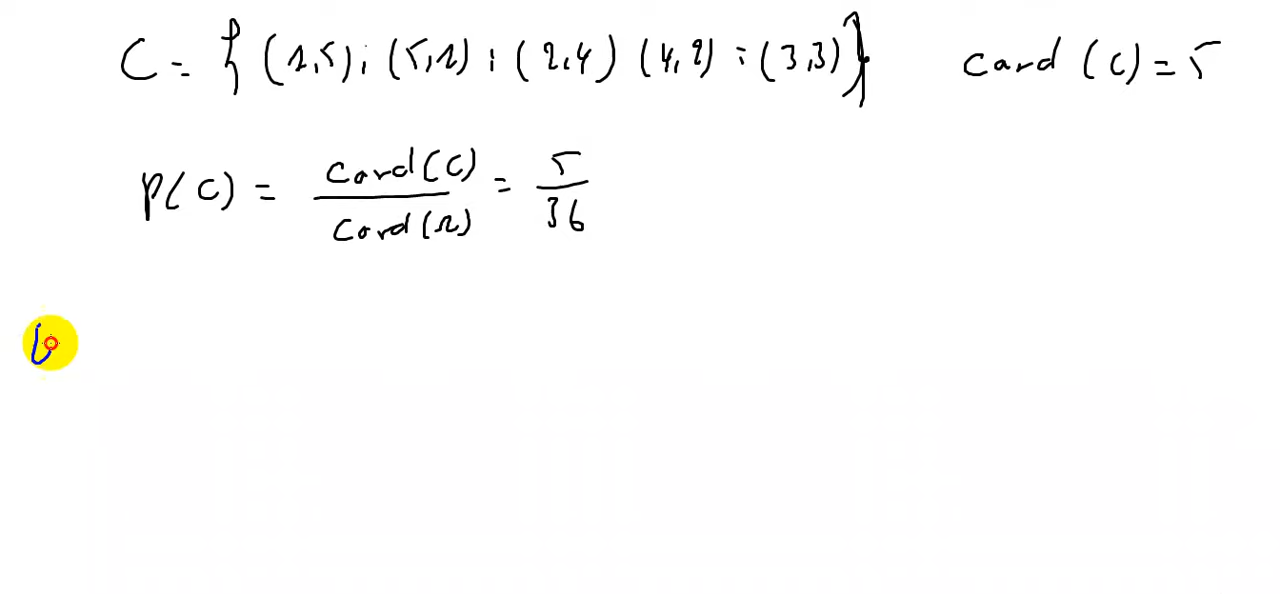 C = { (1,5) ; (5,1) ; (2,4) (4,2) ; (3,3) } card (C) = 5
P(C) = card(C) / card(Ω) = 5 / 36
b